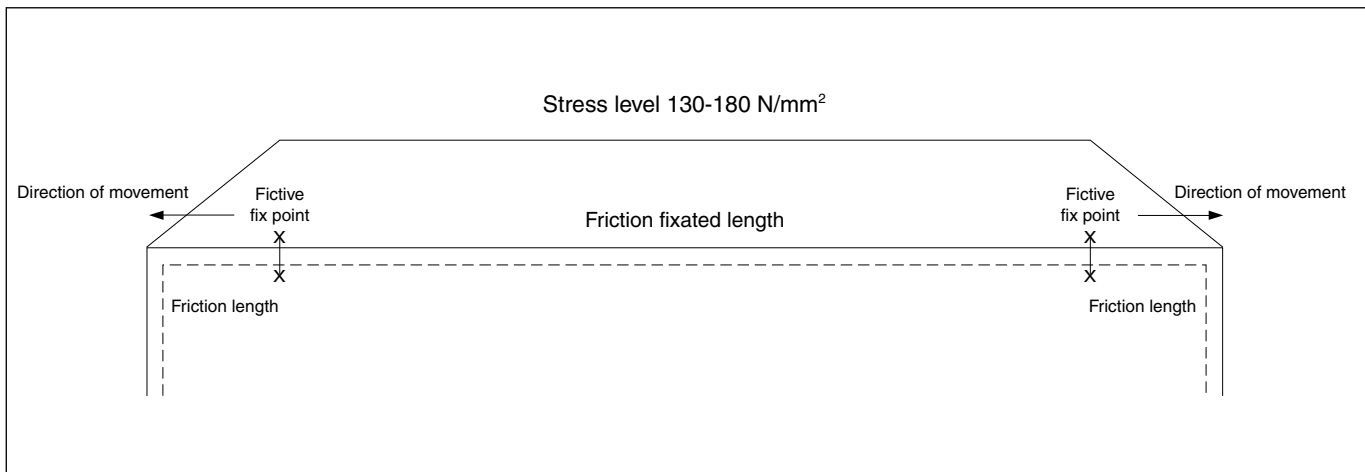 Stress level 130-180 N/mm²
Direction of movement
Fictive
fix point
Friction fixated length
Fictive
fix point
Direction of movement
X
X
X
X
Friction length
Friction length